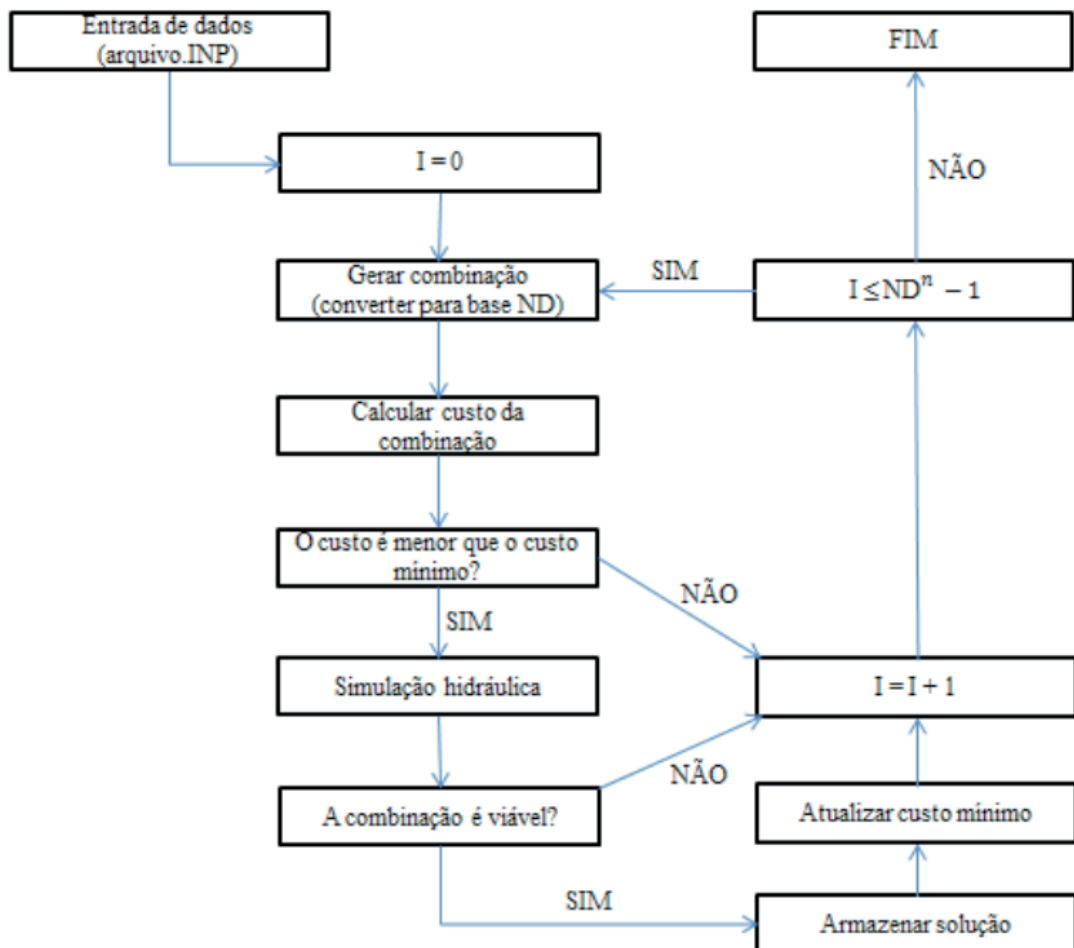 Entrada de dados
(arquivo.INP)
FIM
I = 0
NÃO
Gerar combinação
(converter para base ND)
SIM
I ≤ NDⁿ − 1
Calcular custo da
combinação
O custo é menor que o custo
mínimo?
NÃO
SIM
Simulação hidráulica
I = I + 1
NÃO
A combinação é viável?
Atualizar custo mínimo
SIM
Armazenar solução